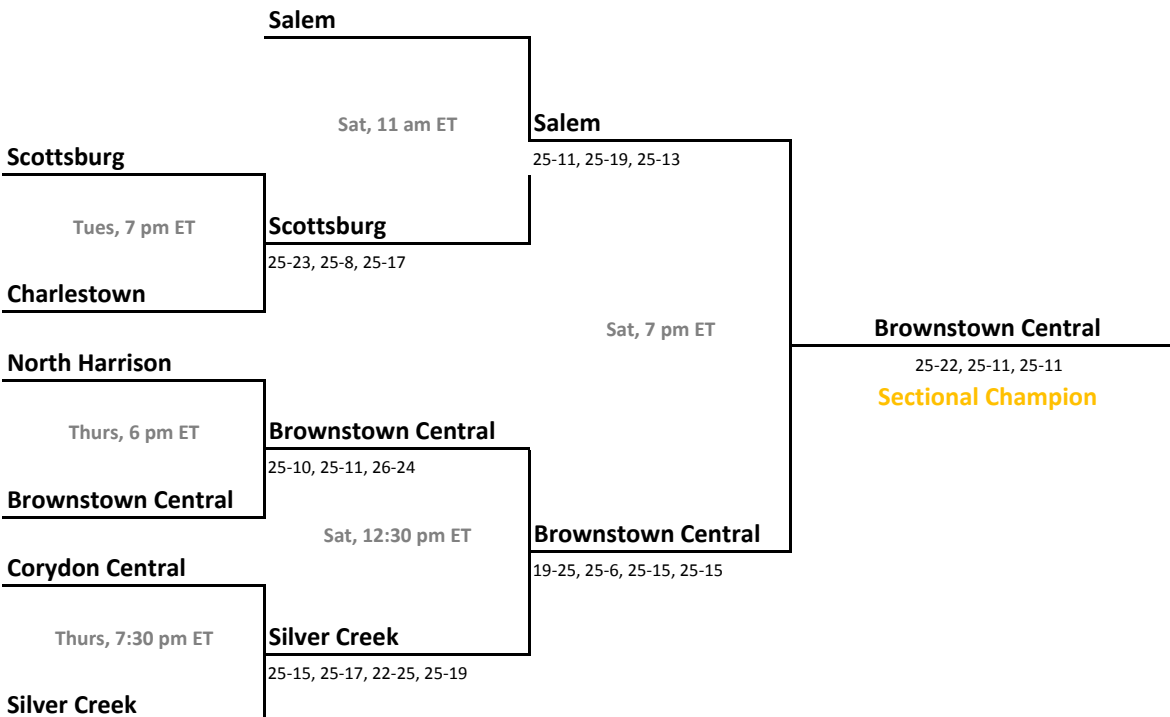 Salem
Sat, 11 am ET
Salem
Scottsburg
25-11, 25-19, 25-13
Tues, 7 pm ET
Scottsburg
25-23, 25-8, 25-17
Charlestown
Sat, 7 pm ET
Brownstown Central
North Harrison
25-22, 25-11, 25-11
Sectional Champion
Thurs, 6 pm ET
Brownstown Central
25-10, 25-11, 26-24
Brownstown Central
Sat, 12:30 pm ET
Brownstown Central
Corydon Central
19-25, 25-6, 25-15, 25-15
Thurs, 7:30 pm ET
Silver Creek
25-15, 25-17, 22-25, 25-19
Silver Creek